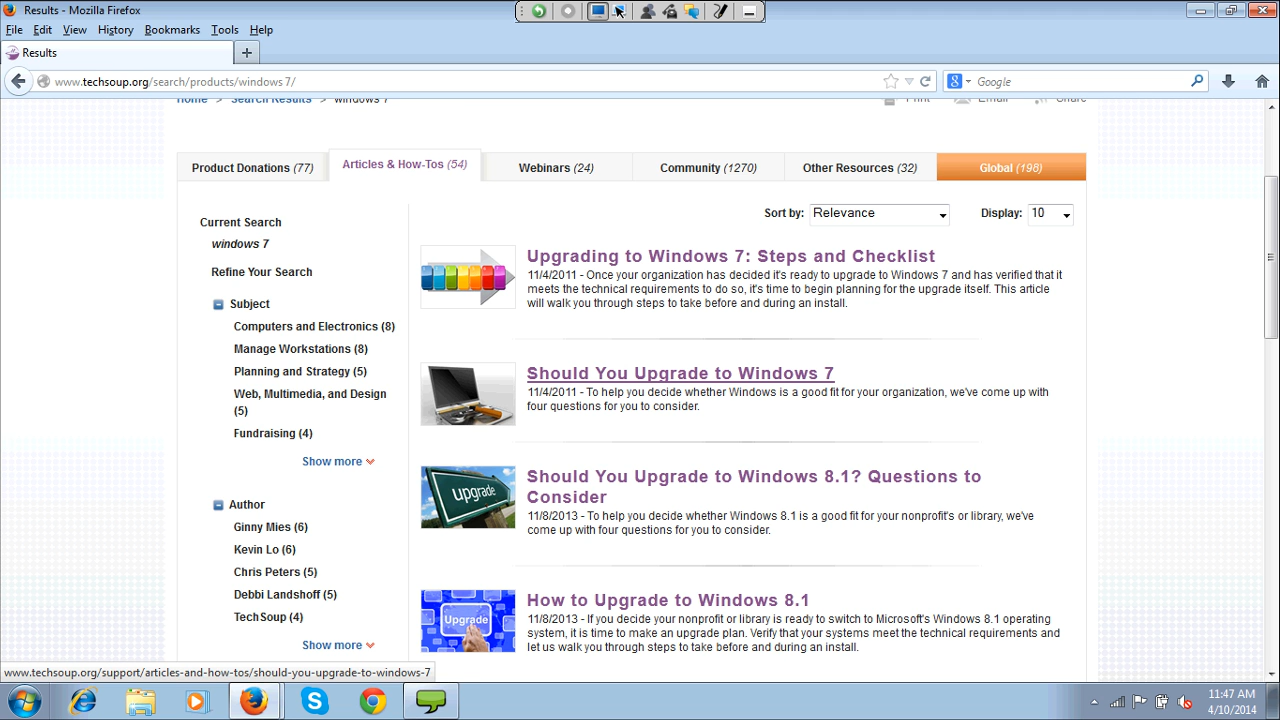 Results - Mozilla Firefox
File Edit View History Bookmarks Tools Help
Results
www.techsoup.org/search/products/windows 7/
Google
Home > Search Results > windows 7
Print Email Share
Product Donations (77) Articles & How-Tos (54) Webinars (24) Community (1270) Other Resources (32) Global (198)
Sort by: Relevance Display: 10
Current Search
windows 7
Refine Your Search
Subject
Computers and Electronics (8)
Manage Workstations (8)
Planning and Strategy (5)
Web, Multimedia, and Design
(5)
Fundraising (4)
Show more
Author
Ginny Mies (6)
Kevin Lo (6)
Chris Peters (5)
Debbi Landshoff (5)
TechSoup (4)
Show more
Upgrading to Windows 7: Steps and Checklist
11/4/2011 - Once your organization has decided it's ready to upgrade to Windows 7 and has verified that it
meets the technical requirements to do so, it's time to begin planning for the upgrade itself. This article
will walk you through steps to take before and during an install.
Should You Upgrade to Windows 7
11/4/2011 - To help you decide whether Windows is a good fit for your organization, we've come up with
four questions for you to consider.
upgrade
Should You Upgrade to Windows 8.1? Questions to
Consider
11/8/2013 - To help you decide whether Windows 8.1 is a good fit for your nonprofit's or library, we've
come up with four questions for you to consider.
Upgrade
How to Upgrade to Windows 8.1
11/8/2013 - If you decide your nonprofit or library is ready to switch to Microsoft's Windows 8.1 operating
system, it is time to make an upgrade plan. Verify that your systems meet the technical requirements and
let us walk you through steps to take before and during an install.
www.techsoup.org/support/articles-and-how-tos/should-you-upgrade-to-windows-7
11:47 AM
4/10/2014